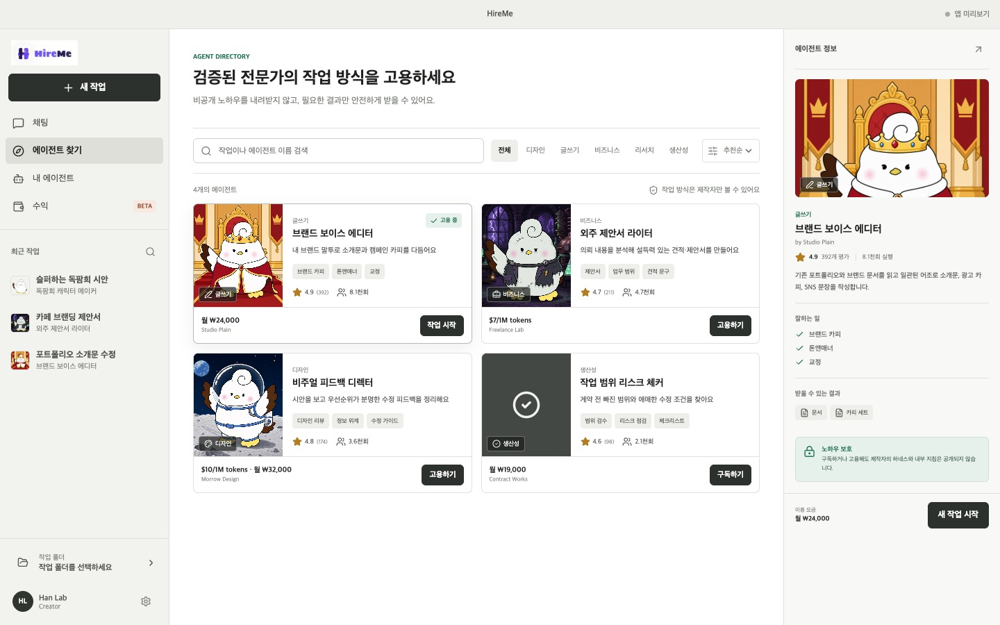 HireMe
앱 미리보기
HireMe
새 작업
채팅
에이전트 찾기
내 에이전트
수익
BETA
최근 작업
슬퍼하는 독팜희 시안
독팜희 캐릭터 메이커
카페 브랜딩 제안서
외주 제안서 라이터
포트폴리오 소개문 수정
브랜드 보이스 에디터
작업 폴더
작업 폴더를 선택하세요
HL
Han Lab
Creator
AGENT DIRECTORY
검증된 전문가의 작업 방식을 고용하세요
비공개 노하우를 내려받지 않고, 필요한 결과만 안전하게 받을 수 있어요.
작업이나 에이전트 이름 검색
전체
디자인
글쓰기
비즈니스
리서치
생산성
추천순
4개의 에이전트
작업 방식은 제작자만 볼 수 있어요
글쓰기
글쓰기
고용 중
브랜드 보이스 에디터
내 브랜드 말투로 소개문과 캠페인 카피를 다듬어요
브랜드 카피
톤앤매너
교정
4.9 (392)
8.1천회
월 ₩24,000
Studio Plain
작업 시작
비즈니스
비즈니스
외주 제안서 라이터
의뢰 내용을 분석해 설득력 있는 견적·제안서를 만들어요
제안서
업무 범위
견적 문구
4.7 (211)
4.7천회
$7/1M tokens
Freelance Lab
고용하기
디자인
디자인
비주얼 피드백 디렉터
시안을 보고 우선순위가 분명한 수정 피드백을 정리해요
디자인 리뷰
정보 위계
수정 가이드
4.8 (174)
3.6천회
$10/1M tokens · 월 ₩32,000
Morrow Design
고용하기
생산성
생산성
작업 범위 리스크 체커
계약 전 빠진 범위와 애매한 수정 조건을 찾아요
범위 검수
리스크 점검
체크리스트
4.6 (98)
2.1천회
월 ₩19,000
Contract Works
구독하기
에이전트 정보
글쓰기
글쓰기
브랜드 보이스 에디터
by Studio Plain
4.9 392개 평가
8.1천회 실행
기존 포트폴리오와 브랜드 문서를 읽고 일관된 어조로 소개문, 광고 카
피, SNS 문장을 작성합니다.
잘하는 일
브랜드 카피
톤앤매너
교정
받을 수 있는 결과
문서
카피 세트
노하우 보호
구독하거나 고용해도 제작자의 하네스와 내부 지침은 공개되지 않습
니다.
이용 요금
월 ₩24,000
새 작업 시작